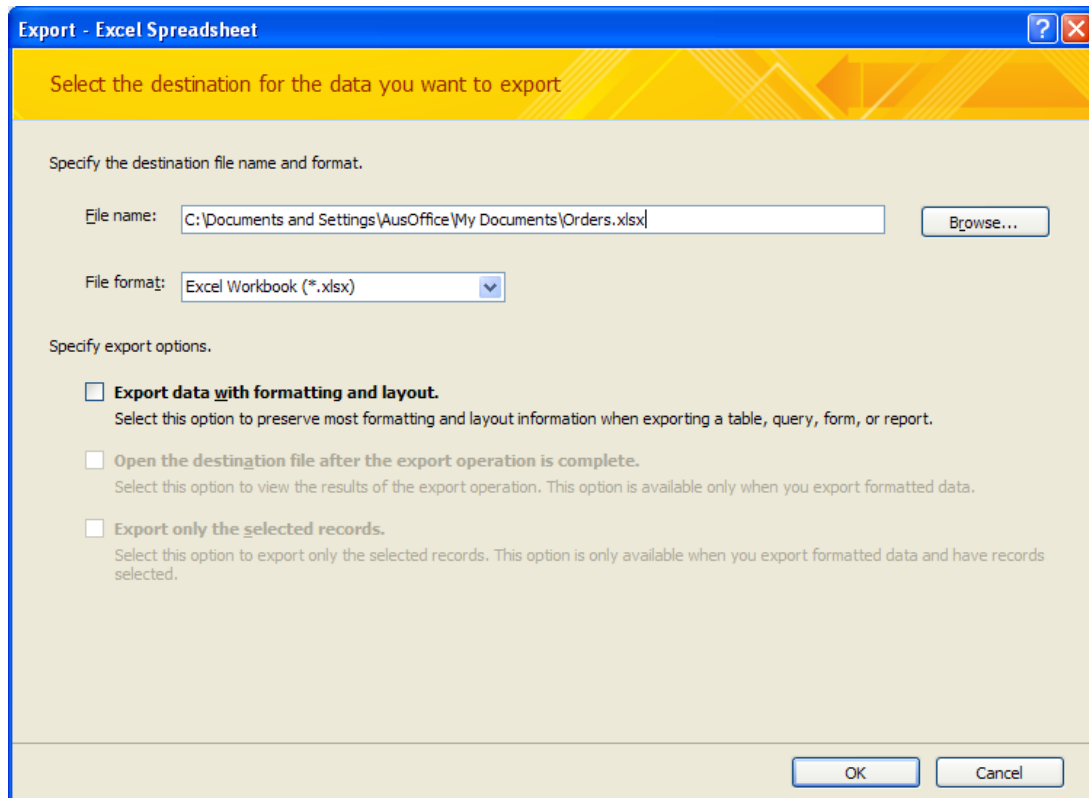 Export - Excel Spreadsheet
Select the destination for the data you want to export
Specify the destination file name and format.
File name: C:\Documents and Settings\AusOffice\My Documents\Orders.xlsx Browse...
File format: Excel Workbook (*.xlsx)
Specify export options.
Export data with formatting and layout.
Select this option to preserve most formatting and layout information when exporting a table, query, form, or report.
Open the destination file after the export operation is complete.
Select this option to view the results of the export operation. This option is available only when you export formatted data.
Export only the selected records.
Select this option to export only the selected records. This option is only available when you export formatted data and have records
selected.
OK Cancel